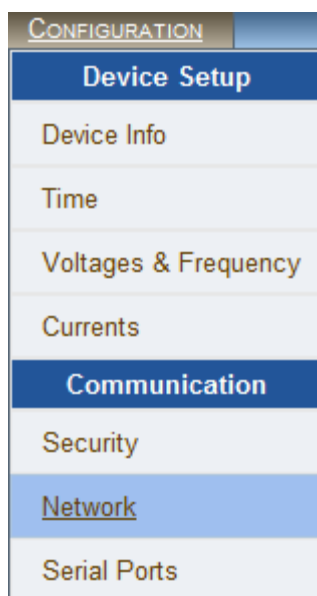 CONFIGURATION
Device Setup
Device Info
Time
Voltages & Frequency
Currents
Communication
Security
Network
Serial Ports